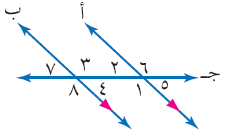 ب أ
٧ ٣ ٢ ٦ جـ
٨ ٤ ١ ٥